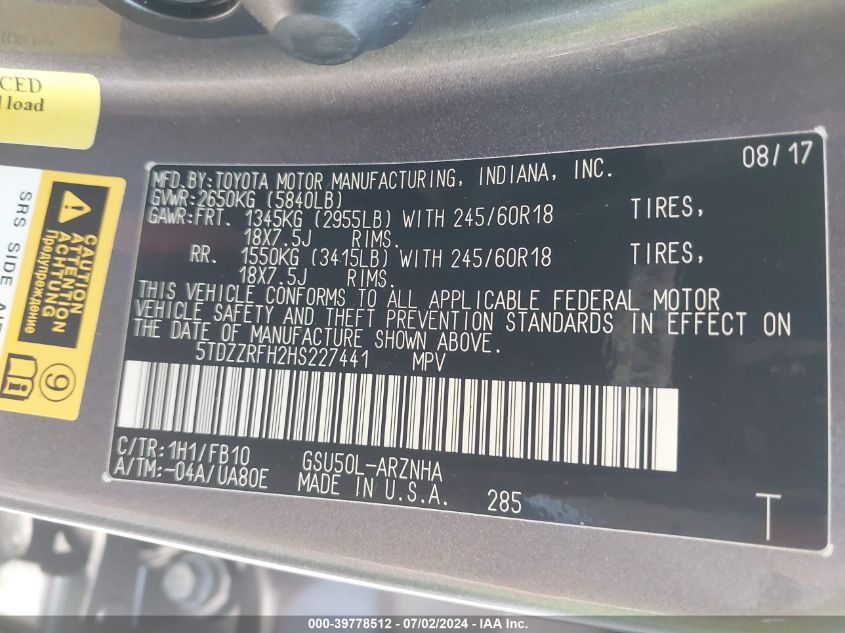 CED
load
SRS SIDE AIR
CAUTION
ATTENTION
ACHTUNG
Предупреждение
9
MFD.BY:TOYOTA MOTOR MANUFACTURING, INDIANA, INC. 08/17
GVWR:2650KG (5840LB)
GAWR:FRT. 1345KG (2955LB) WITH 245/60R18 TIRES,
18X7.5J RIMS.
RR. 1550KG (3415LB) WITH 245/60R18 TIRES,
18X7.5J RIMS.
THIS VEHICLE CONFORMS TO ALL APPLICABLE FEDERAL MOTOR
VEHICLE SAFETY AND THEFT PREVENTION STANDARDS IN EFFECT ON
THE DATE OF MANUFACTURE SHOWN ABOVE.
5TDZZRFH2HS227441 MPV
C/TR:1H1/FB10 GSU50L-ARZNHA
A/TM:-04A/UA80E MADE IN U.S.A. 285 T
000-39778512 - 07/02/2024 - IAA Inc.